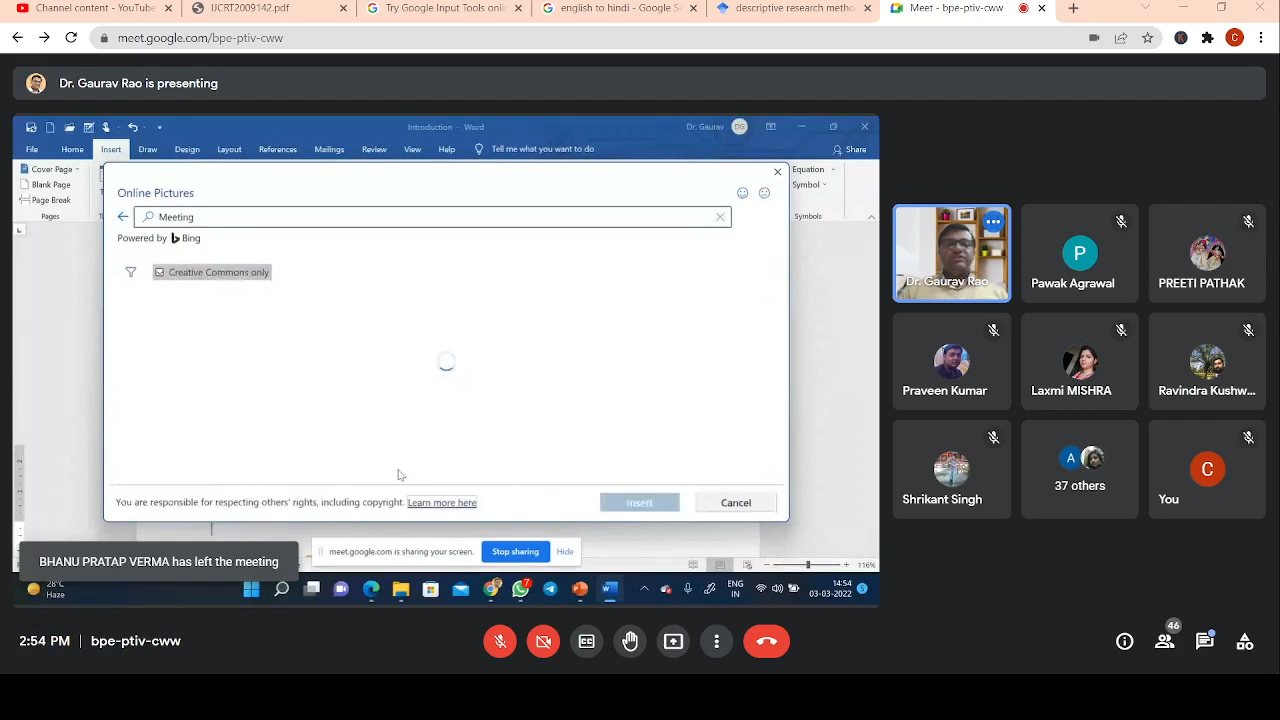 Channel content - YouTube
IJCRT2009142.pdf
Try Google Input Tools onli
english to hindi - Google Se
descriptive research metho
Meet - bpe-ptiv-cww
meet.google.com/bpe-ptiv-cww
K
C
Dr. Gaurav Rao is presenting
Introduction - Word
Dr. Gaurav
DG
File Home Insert Draw Design Layout References Mailings Review View Help Tell me what you want to do Share
Cover Page
Blank Page
Page Break
Pages
Equation
Symbol
Symbols
Online Pictures
Meeting
Powered by Bing
Creative Commons only
You are responsible for respecting others' rights, including copyright. Learn more here
Insert
Cancel
meet.google.com is sharing your screen.
Stop sharing
Hide
116%
BHANU PRATAP VERMA has left the meeting
28°C
Haze
7
ENG
IN
14:54
03-03-2022
5
Dr. Gaurav Rao
P
Pawak Agrawal
PREETI PATHAK
Praveen Kumar
Laxmi MISHRA
Ravindra Kushw...
Shrikant Singh
A
37 others
C
You
2:54 PM
bpe-ptiv-cww
46